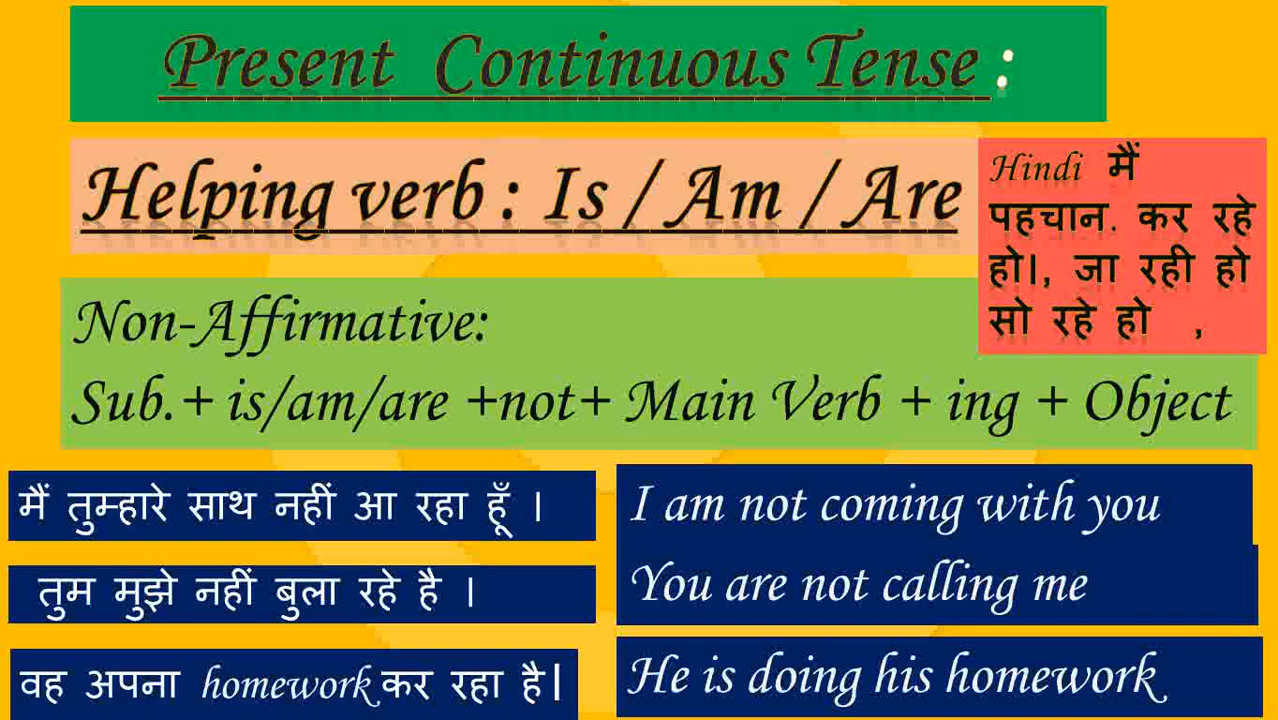 Present Continuous Tense :
Helping verb : Is / Am / Are
Hindi मैं
पहचान. कर रहे
हो।, जा रही हो
सो रहे हो ,
Non-Affirmative:
Sub.+ is/am/are +not+ Main Verb + ing + Object
मैं तुम्हारे साथ नहीं आ रहा हूँ ।
I am not coming with you
तुम मुझे नहीं बुला रहे है ।
You are not calling me
वह अपना homework कर रहा है।
He is doing his homework